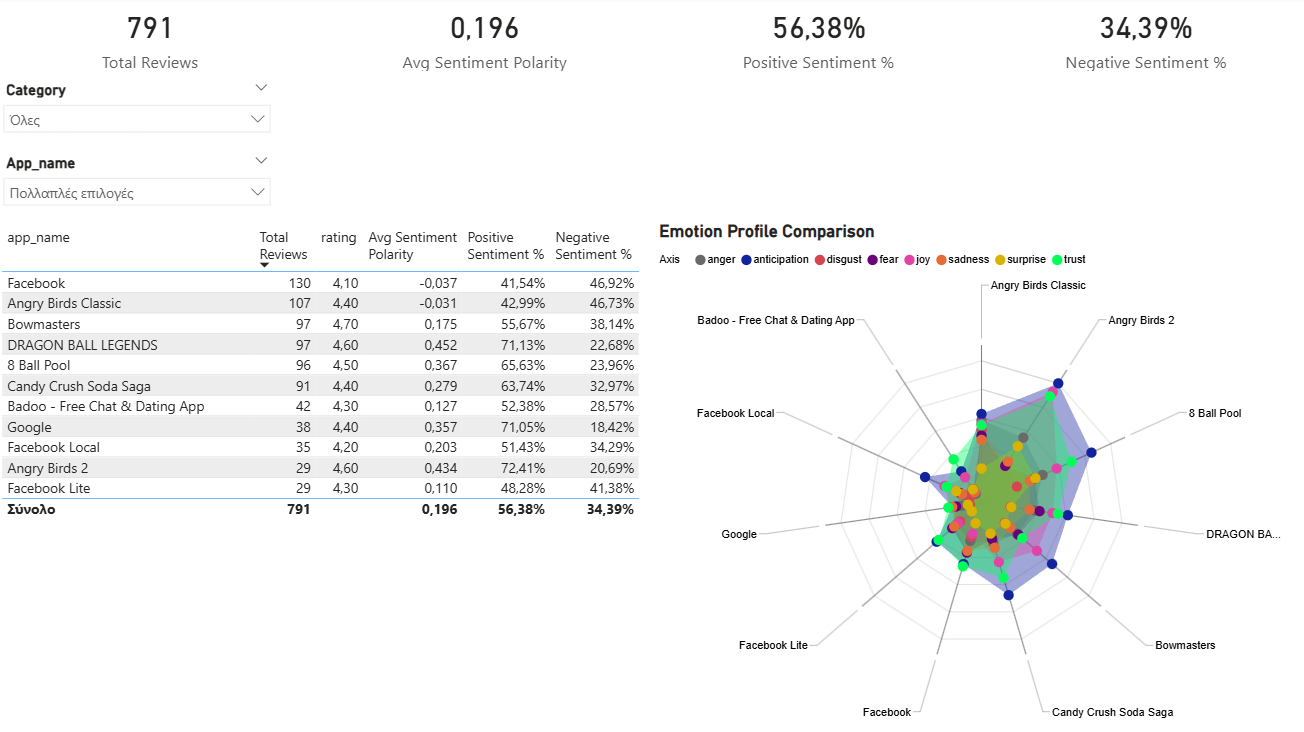 791
Total Reviews
0,196
Avg Sentiment Polarity
56,38%
Positive Sentiment %
34,39%
Negative Sentiment %
Category
Όλες
App_name
Πολλαπλές επιλογές
app_name Total Reviews rating Avg Sentiment Polarity Positive Sentiment % Negative Sentiment %
Facebook 130 4,10 -0,037 41,54% 46,92%
Angry Birds Classic 107 4,40 -0,031 42,99% 46,73%
Bowmasters 97 4,70 0,175 55,67% 38,14%
DRAGON BALL LEGENDS 97 4,60 0,452 71,13% 22,68%
8 Ball Pool 96 4,50 0,367 65,63% 23,96%
Candy Crush Soda Saga 91 4,40 0,279 63,74% 32,97%
Badoo - Free Chat & Dating App 42 4,30 0,127 52,38% 28,57%
Google 38 4,40 0,357 71,05% 18,42%
Facebook Local 35 4,20 0,203 51,43% 34,29%
Angry Birds 2 29 4,60 0,434 72,41% 20,69%
Facebook Lite 29 4,30 0,110 48,28% 41,38%
Σύνολο 791 0,196 56,38% 34,39%
Emotion Profile Comparison
Axis anger anticipation disgust fear joy sadness surprise trust
Angry Birds Classic
Badoo - Free Chat & Dating App
Angry Birds 2
Facebook Local
8 Ball Pool
Google
DRAGON BA...
Facebook Lite
Bowmasters
Facebook
Candy Crush Soda Saga